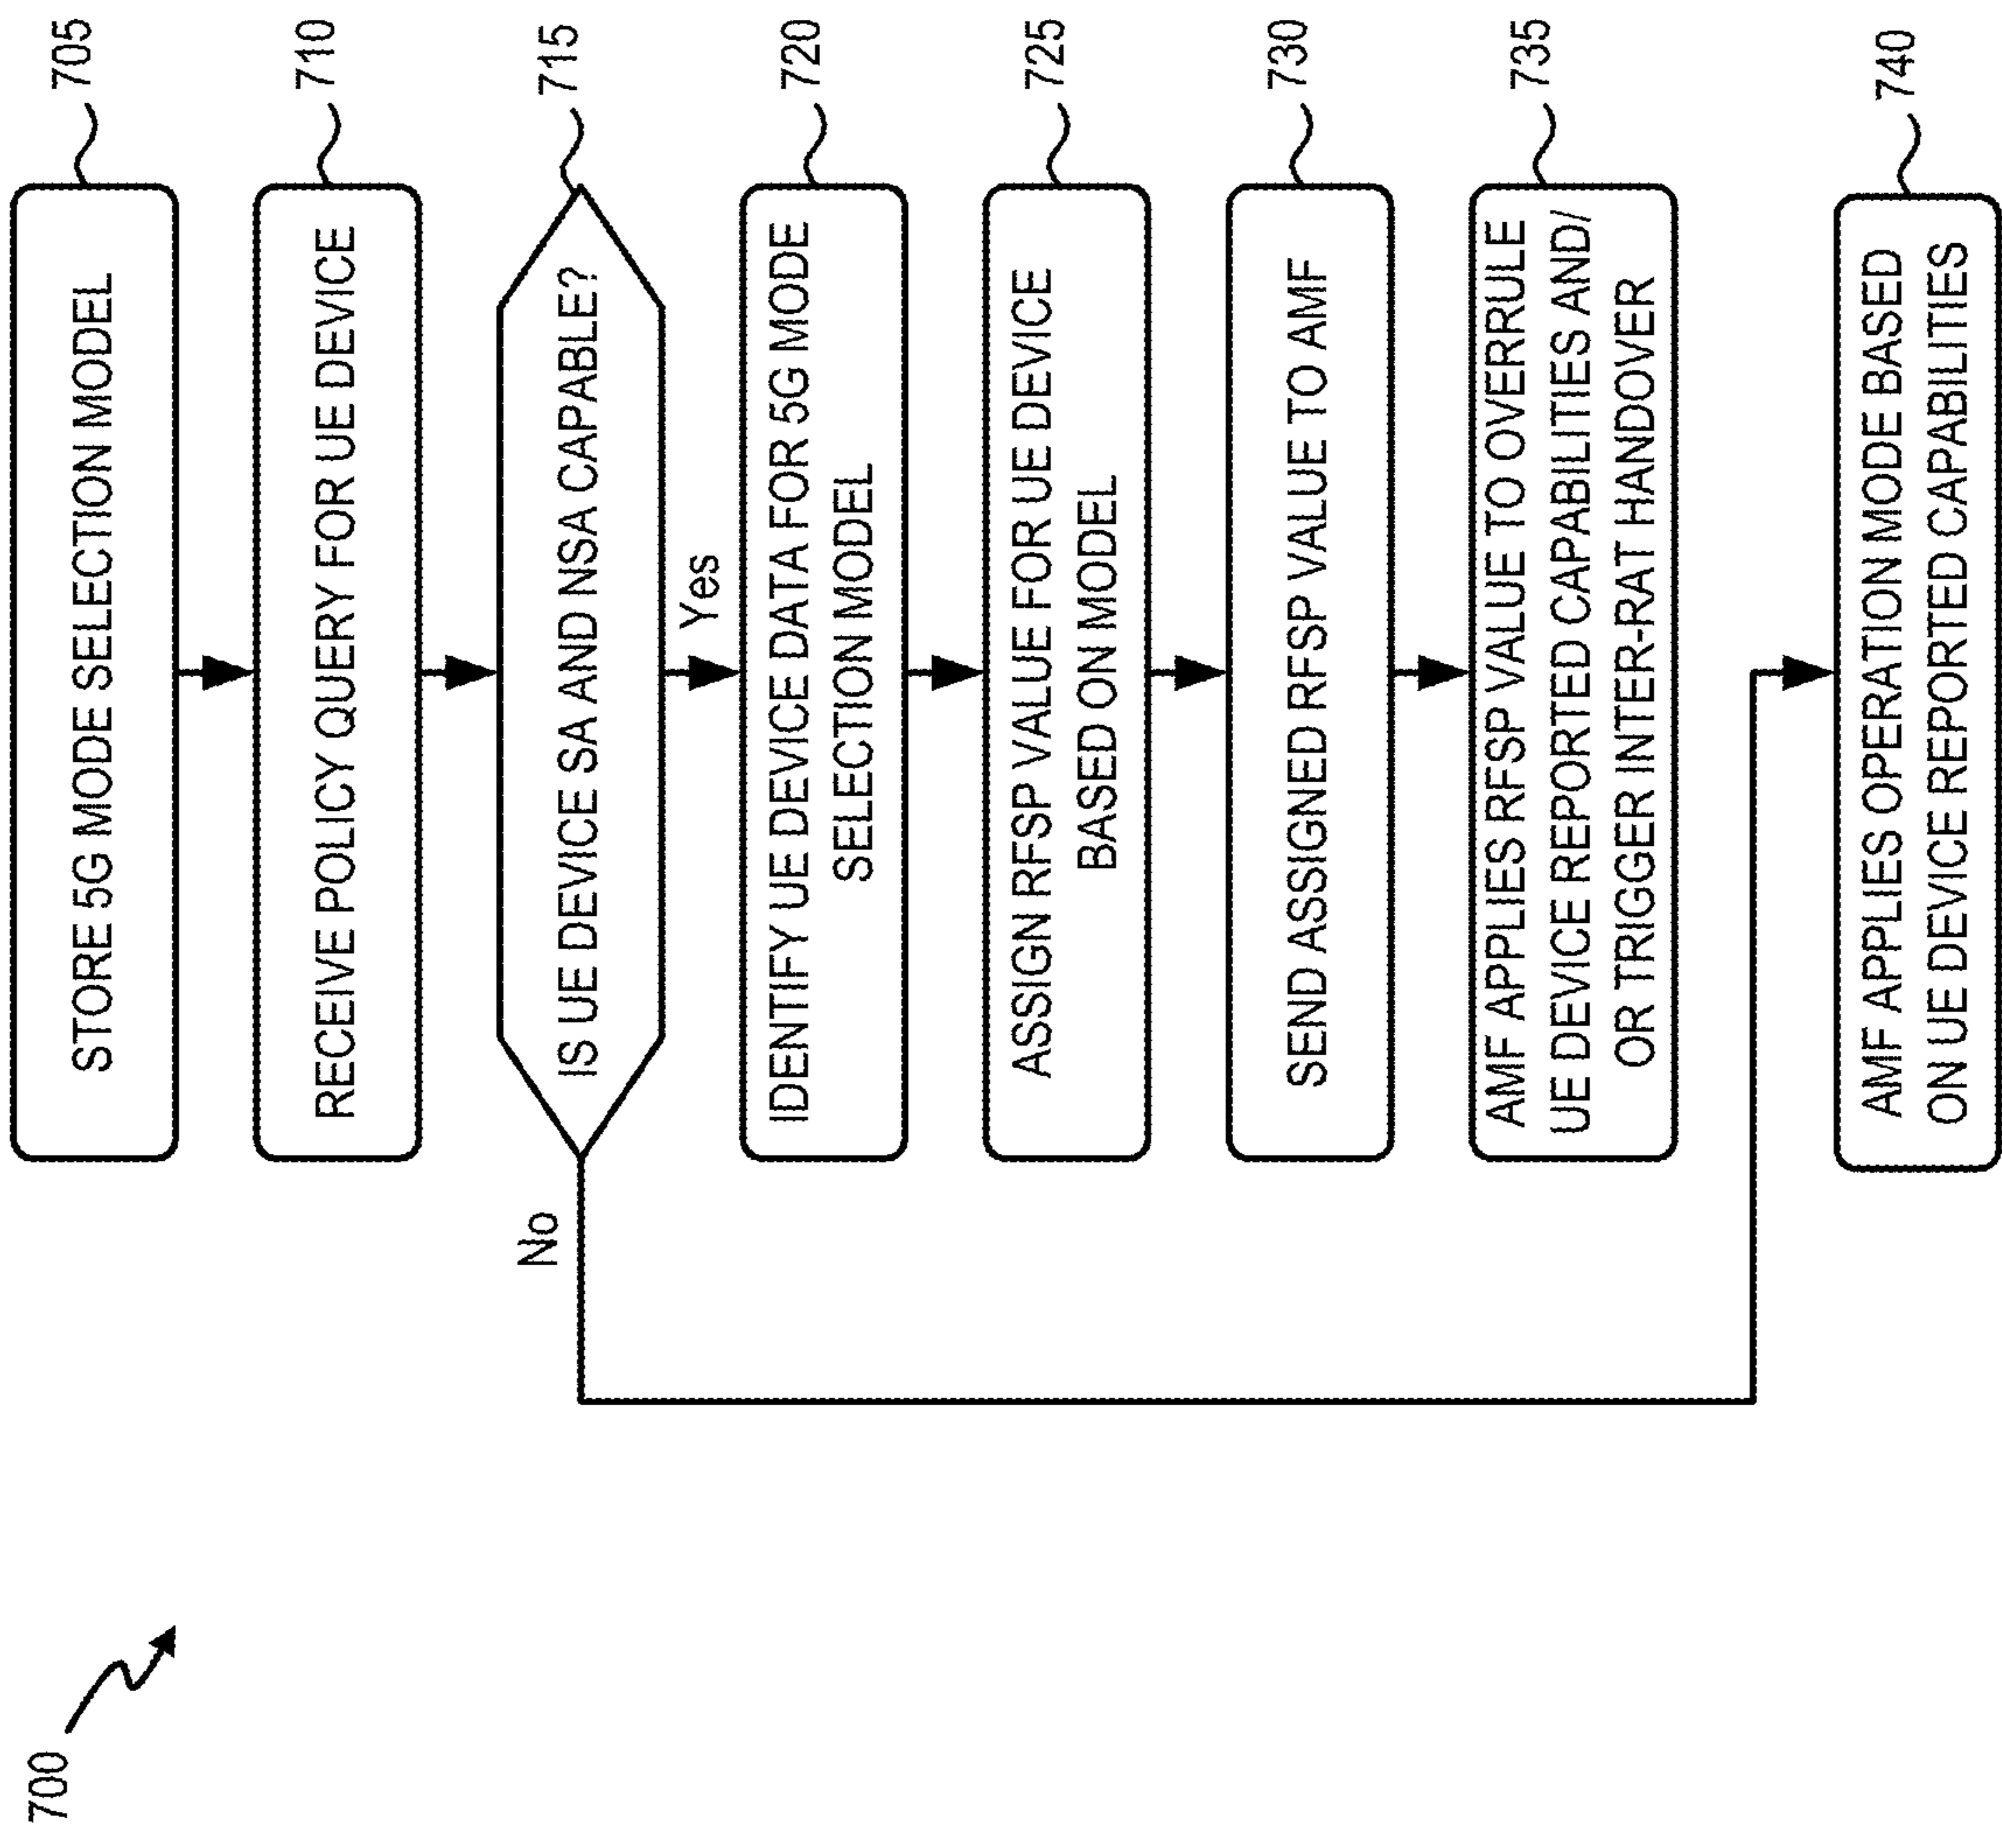 700
STORE 5G MODE SELECTION MODEL
705
RECEIVE POLICY QUERY FOR UE DEVICE
710
IS UE DEVICE SA AND NSA CAPABLE?
715
No
Yes
IDENTIFY UE DEVICE DATA FOR 5G MODE
SELECTION MODEL
720
ASSIGN RFSP VALUE FOR UE DEVICE
BASED ON MODEL
725
SEND ASSIGNED RFSP VALUE TO AMF
730
AMF APPLIES RFSP VALUE TO OVERRULE
UE DEVICE REPORTED CAPABILITIES AND/
OR TRIGGER INTER-RAT HANDOVER
735
AMF APPLIES OPERATION MODE BASED
ON UE DEVICE REPORTED CAPABILITIES
740